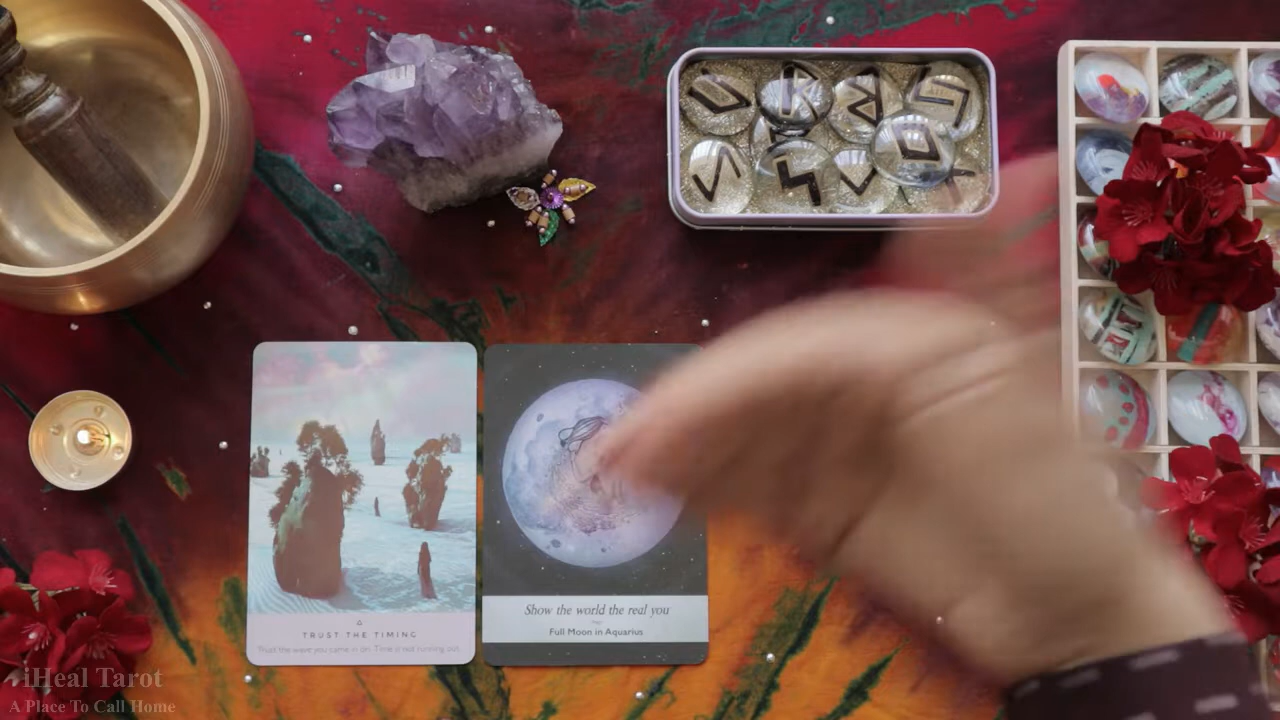 TRUST THE TIMING
Trust the wave you came in on. Time is not running out.
Show the world the real you
Full Moon in Aquarius
iHeal Tarot
A Place To Call Home